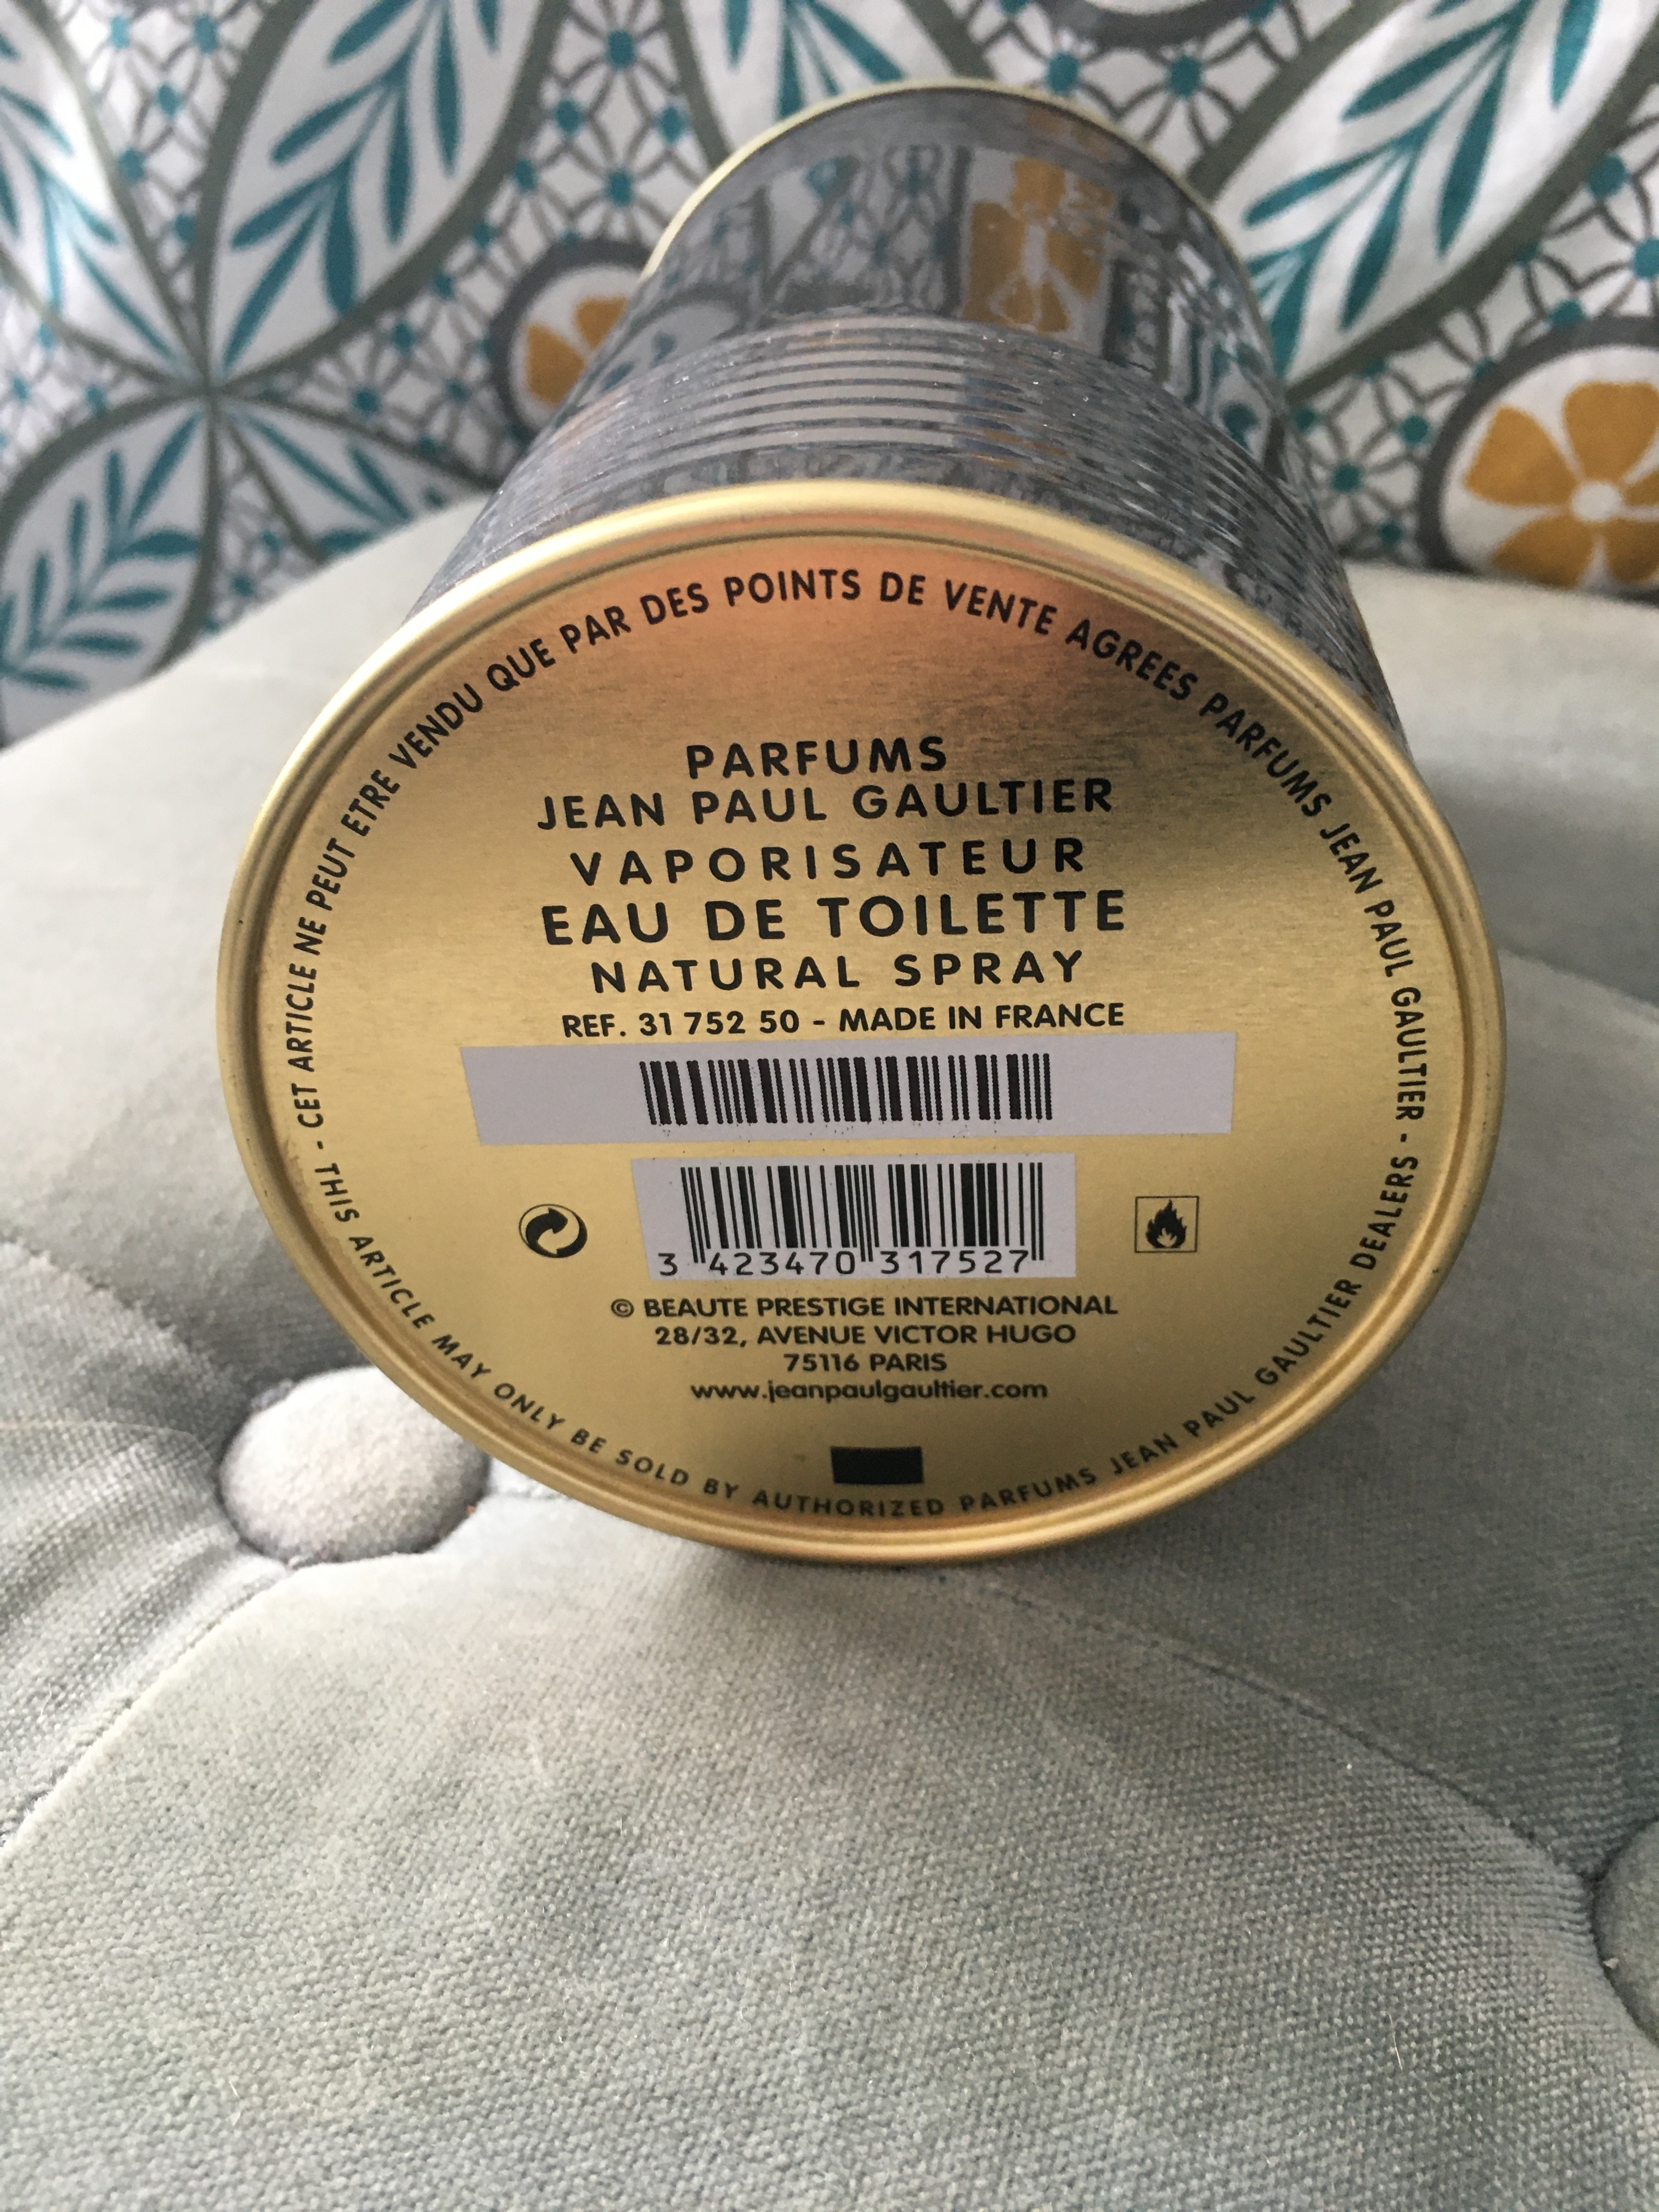 - CET ARTICLE NE PEUT ETRE VENDU QUE PAR DES POINTS DE VENTE AGREES PARFUMS JEAN PAUL GAULTIER -
PARFUMS
JEAN PAUL GAULTIER
VAPORISATEUR
EAU DE TOILETTE
NATURAL SPRAY
REF. 31 752 50 - MADE IN FRANCE
3 423470 317527
© BEAUTE PRESTIGE INTERNATIONAL
28/32, AVENUE VICTOR HUGO
75116 PARIS
www.jeanpaulgaultier.com
THIS ARTICLE MAY ONLY BE SOLD BY AUTHORIZED PARFUMS JEAN PAUL GAULTIER DEALERS